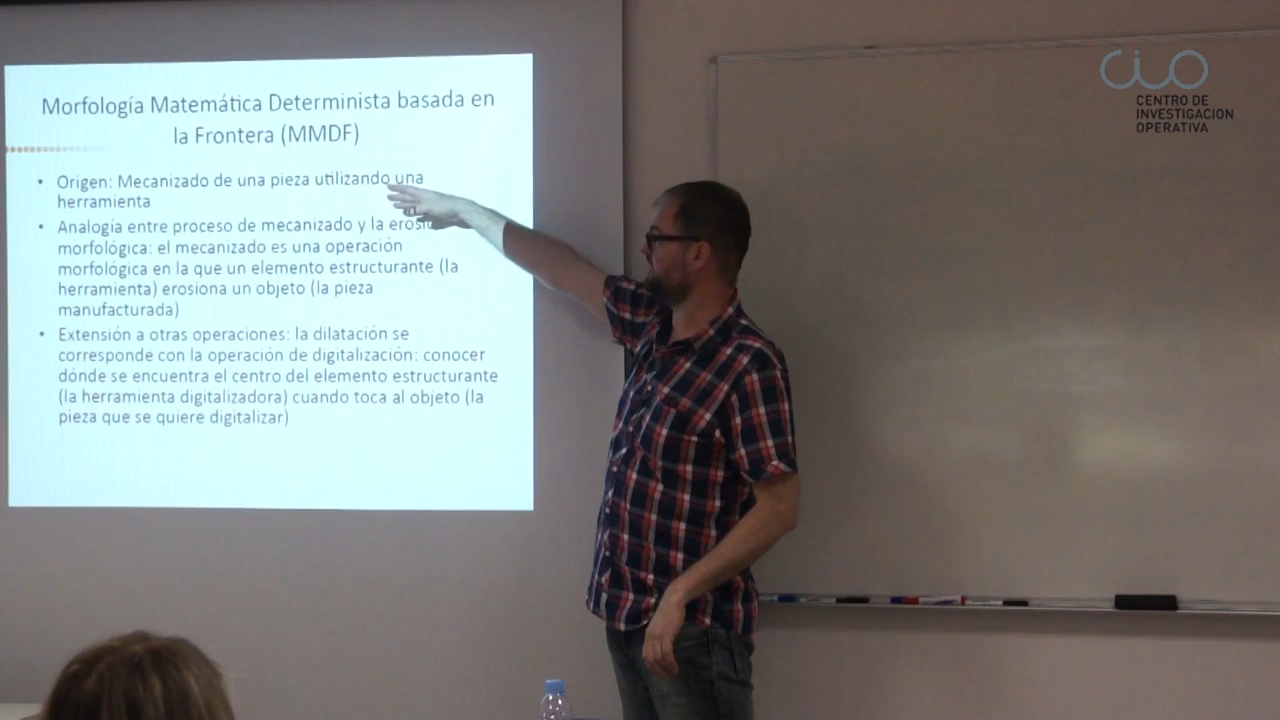 Morfología Matemática Determinista basada en
la Frontera (MMDF)
• Origen: Mecanizado de una pieza utilizando una
herramienta
• Analogía entre proceso de mecanizado y la
morfológica: el mecanizado es una operación
morfológica en la que un elemento estructurante (la
herramienta) erosiona un objeto (la pieza
manufacturada)
• Extensión a otras operaciones: la dilatación se
corresponde con la operación de digitalización: conocer
dónde se encuentra el centro del elemento estructurante
(la herramienta digitalizadora) cuando toca al objeto (la
pieza que se quiere digitalizar)
CIO
CENTRO DE
INVESTIGACION
OPERATIVA